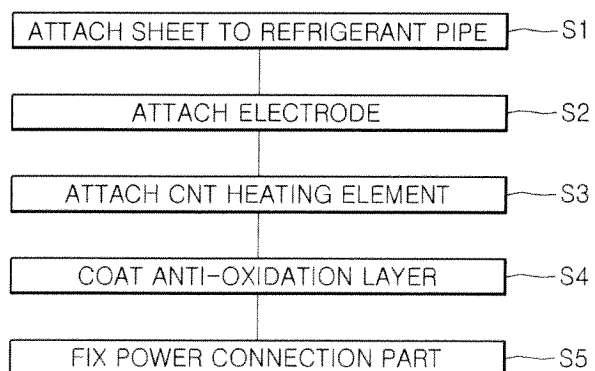 ATTACH SHEET TO REFRIGERANT PIPE S1
ATTACH ELECTRODE S2
ATTACH CNT HEATING ELEMENT S3
COAT ANTI-OXIDATION LAYER S4
FIX POWER CONNECTION PART S5